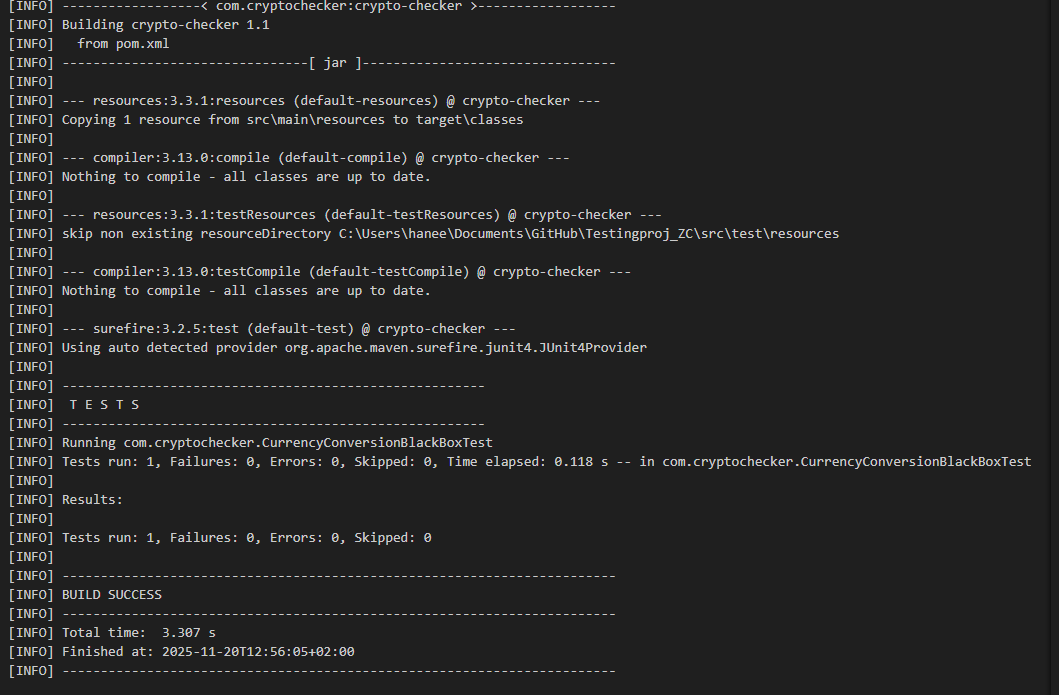 [INFO] ------------------< com.cryptochecker:crypto-checker >------------------
[INFO] Building crypto-checker 1.1
[INFO]   from pom.xml
[INFO] --------------------------------[ jar ]---------------------------------
[INFO]
[INFO] --- resources:3.3.1:resources (default-resources) @ crypto-checker ---
[INFO] Copying 1 resource from src\main\resources to target\classes
[INFO]
[INFO] --- compiler:3.13.0:compile (default-compile) @ crypto-checker ---
[INFO] Nothing to compile - all classes are up to date.
[INFO]
[INFO] --- resources:3.3.1:testResources (default-testResources) @ crypto-checker ---
[INFO] skip non existing resourceDirectory C:\Users\hanee\Documents\GitHub\Testingproj_ZC\src\test\resources
[INFO]
[INFO] --- compiler:3.13.0:testCompile (default-testCompile) @ crypto-checker ---
[INFO] Nothing to compile - all classes are up to date.
[INFO]
[INFO] --- surefire:3.2.5:test (default-test) @ crypto-checker ---
[INFO] Using auto detected provider org.apache.maven.surefire.junit4.JUnit4Provider
[INFO]
[INFO] -------------------------------------------------------
[INFO]  T E S T S
[INFO] -------------------------------------------------------
[INFO] Running com.cryptochecker.CurrencyConversionBlackBoxTest
[INFO] Tests run: 1, Failures: 0, Errors: 0, Skipped: 0, Time elapsed: 0.118 s -- in com.cryptochecker.CurrencyConversionBlackBoxTest
[INFO]
[INFO] Results:
[INFO]
[INFO] Tests run: 1, Failures: 0, Errors: 0, Skipped: 0
[INFO]
[INFO] ------------------------------------------------------------------------
[INFO] BUILD SUCCESS
[INFO] ------------------------------------------------------------------------
[INFO] Total time:  3.307 s
[INFO] Finished at: 2025-11-20T12:56:05+02:00
[INFO] ------------------------------------------------------------------------